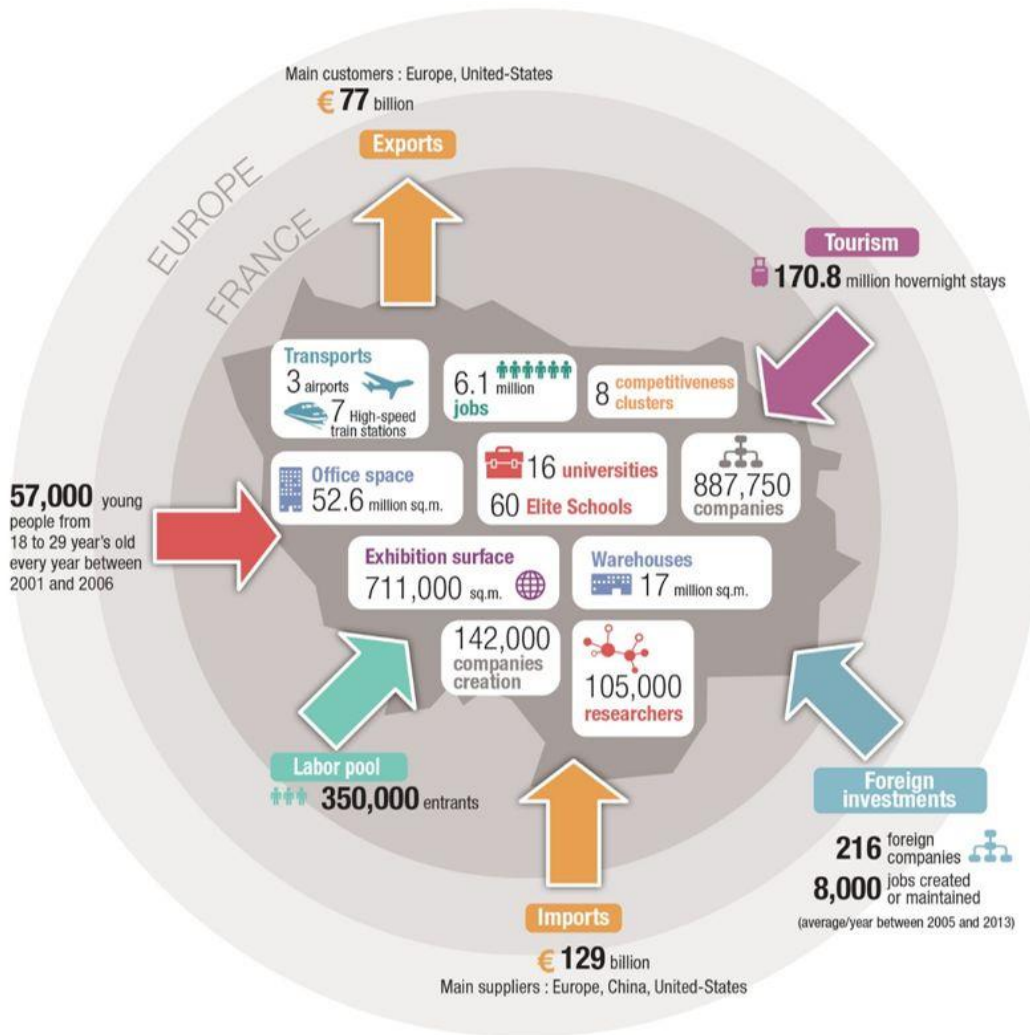 Main customers : Europe, United-States
€ 77 billion
Exports
EUROPE
FRANCE
Tourism
170.8 million hovernight stays
Transports
3 airports
7 High-speed
train stations
6.1 million
jobs
8 competitiveness
clusters
Office space
52.6 million sq.m.
16 universities
60 Elite Schools
887,750
companies
57,000 young
people from
18 to 29 year's old
every year between
2001 and 2006
Exhibition surface
711,000 sq.m.
Warehouses
17 million sq.m.
142,000
companies
creation
105,000
researchers
Labor pool
350,000 entrants
Foreign
investments
216 foreign
companies
8,000 jobs created
or maintained
(average/year between 2005 and 2013)
Imports
€ 129 billion
Main suppliers : Europe, China, United-States